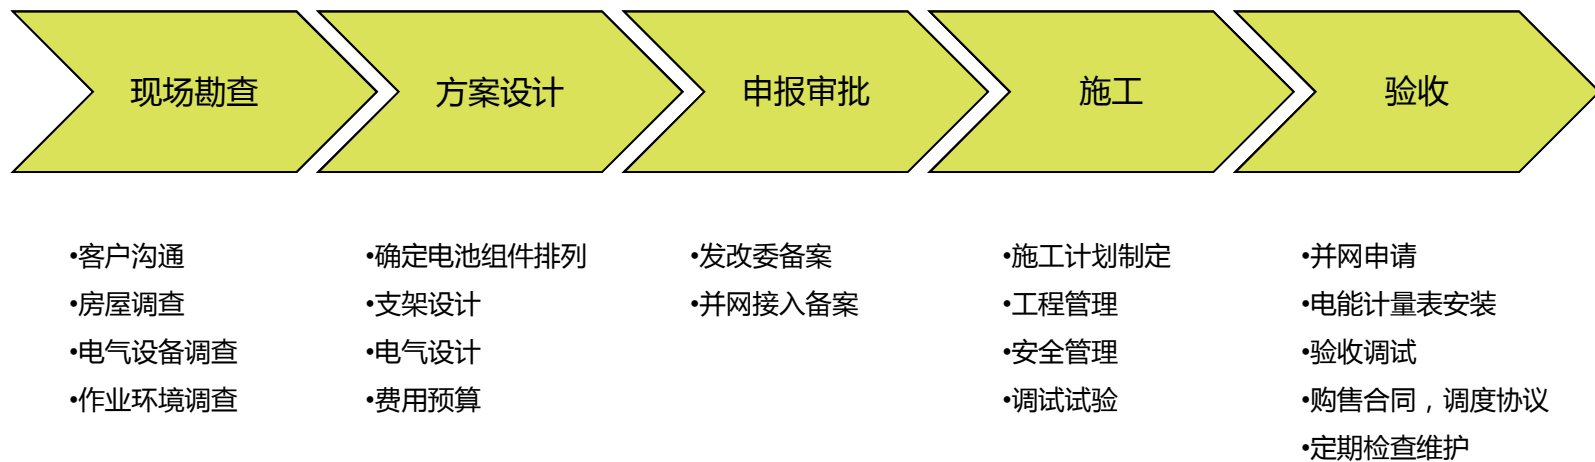 现场勘查
方案设计
申报审批
施工
验收
•客户沟通
•房屋调查
•电气设备调查
•作业环境调查
•确定电池组件排列
•支架设计
•电气设计
•费用预算
•发改委备案
•并网接入备案
•施工计划制定
•工程管理
•安全管理
•调试试验
•并网申请
•电能计量表安装
•验收调试
•购售合同，调度协议
•定期检查维护